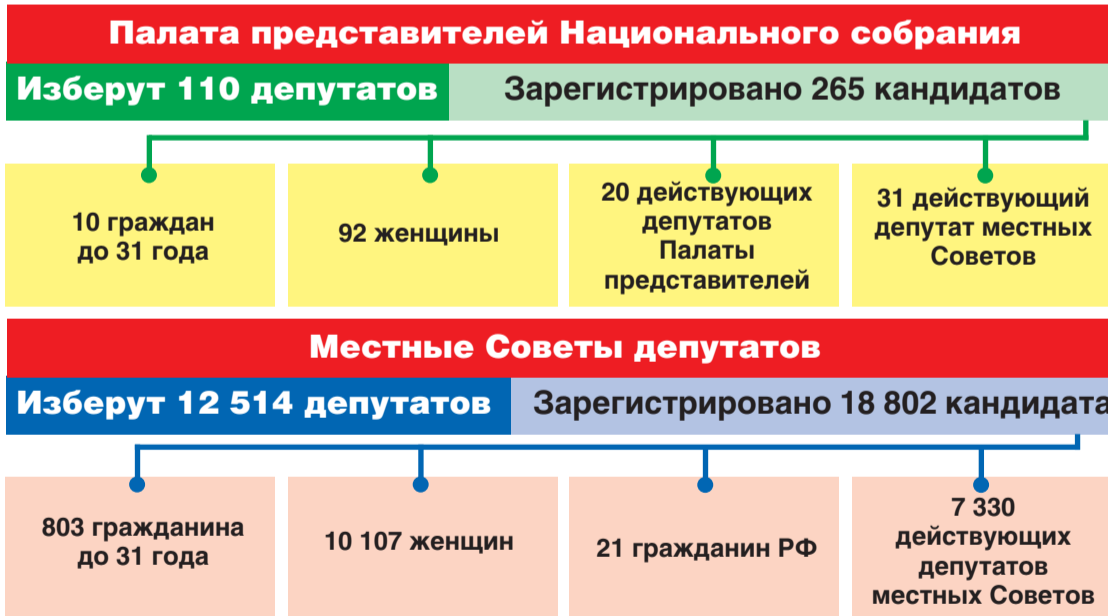 Палата представителей Национального собрания
Изберут 110 депутатов
Зарегистрировано 265 кандидатов
10 граждан
до 31 года
92 женщины
20 действующих
депутатов
Палаты
представителей
31 действующий
депутат местных
Советов
Местные Советы депутатов
Изберут 12 514 депутатов
Зарегистрировано 18 802 кандидата
803 гражданина
до 31 года
10 107 женщин
21 гражданин РФ
7 330
действующих
депутатов
местных Советов